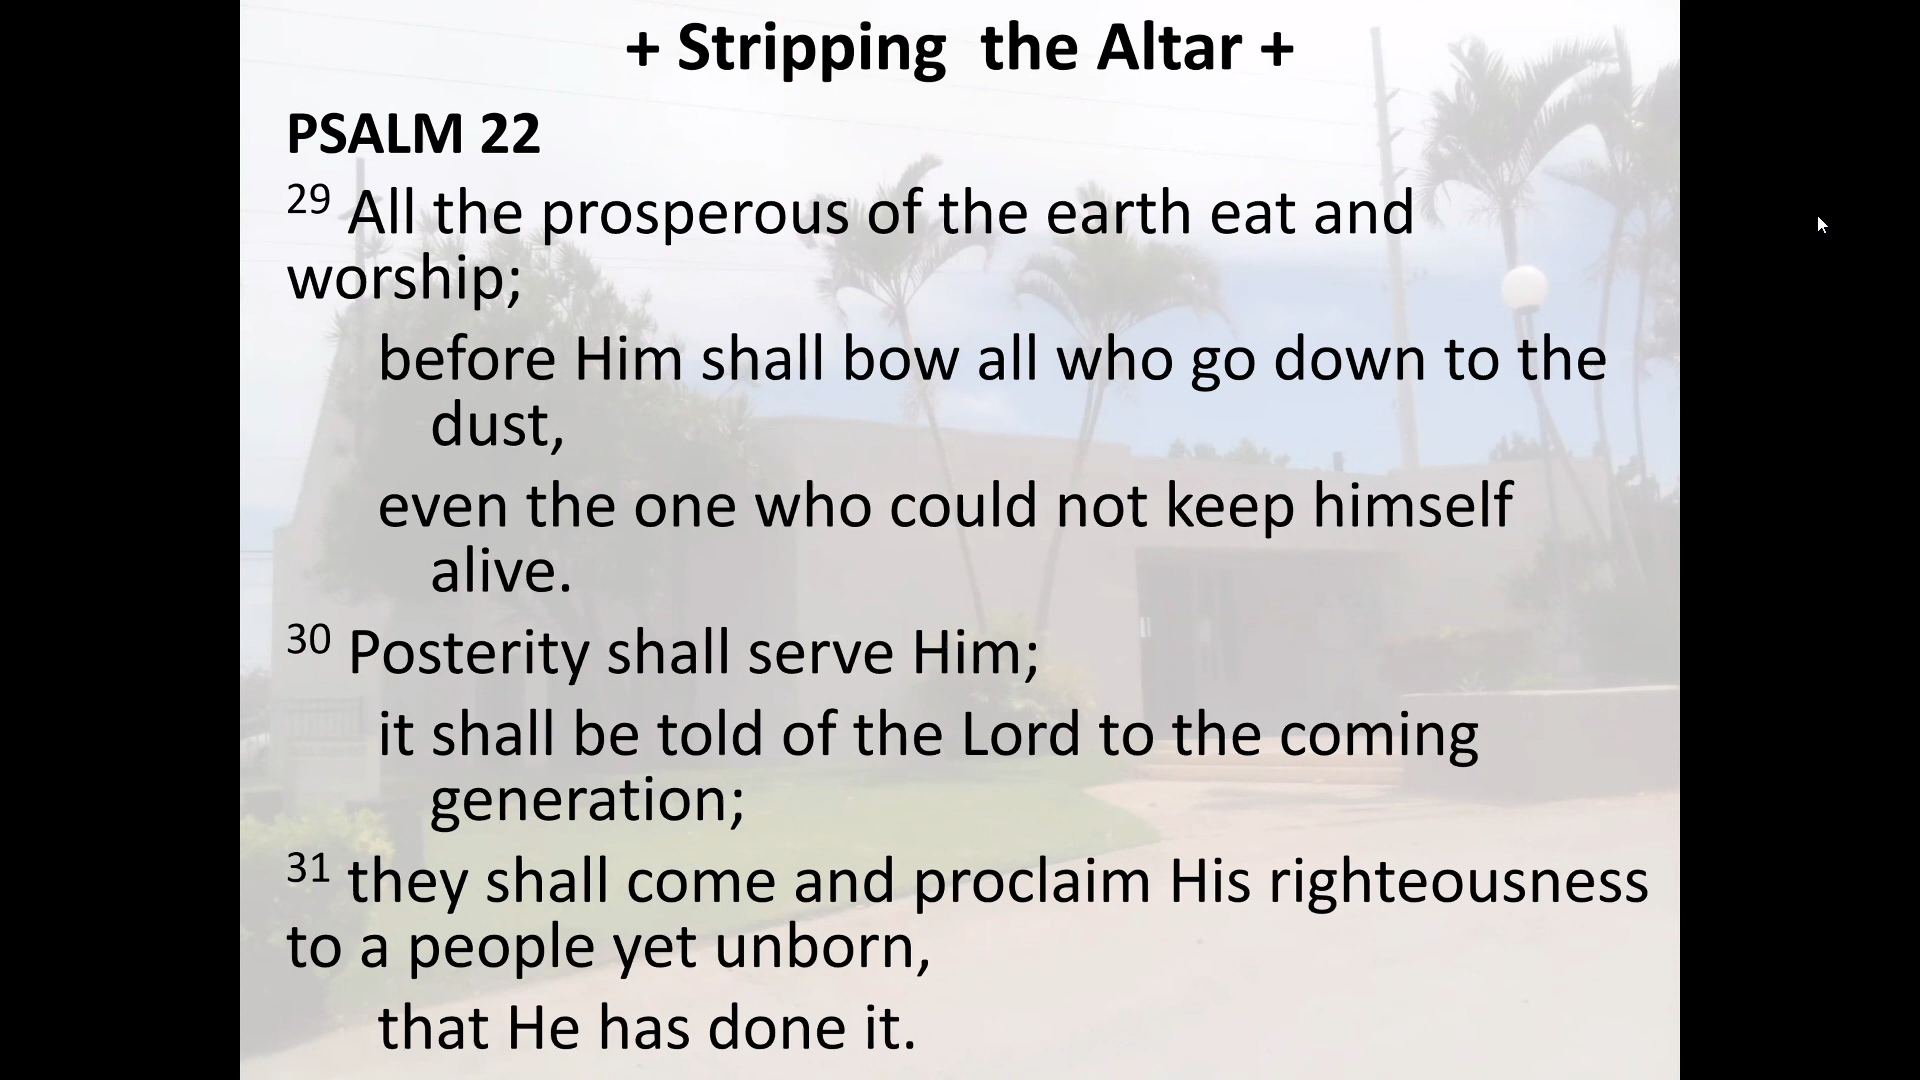 + Stripping  the Altar +
PSALM 22
29 All the prosperous of the earth eat and
worship;
before Him shall bow all who go down to the
dust,
even the one who could not keep himself
alive.
30 Posterity shall serve Him;
it shall be told of the Lord to the coming
generation;
31 they shall come and proclaim His righteousness
to a people yet unborn,
that He has done it.